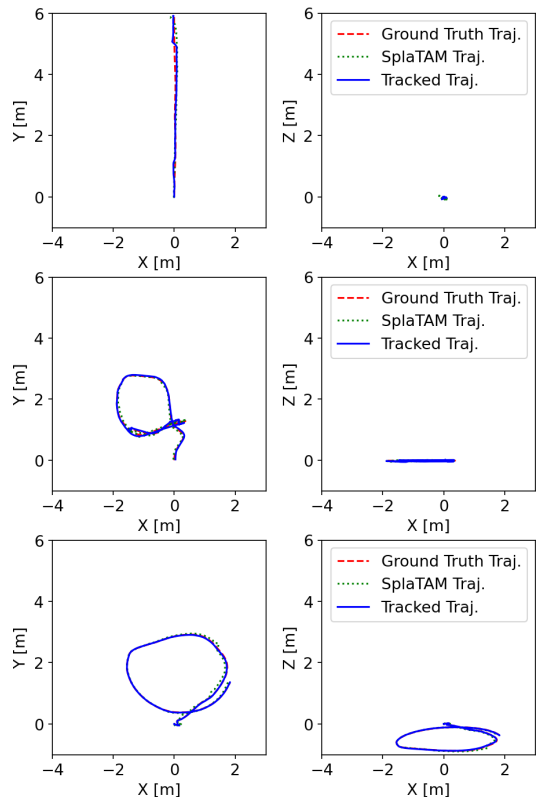 6
4
2
0
Y [m]
−4 −2 0 2
X [m]
6
4
2
0
Z [m]
Ground Truth Traj.
SplaTAM Traj.
Tracked Traj.
−4 −2 0 2
X [m]
6
4
2
0
Y [m]
−4 −2 0 2
X [m]
6
4
2
0
Z [m]
Ground Truth Traj.
SplaTAM Traj.
Tracked Traj.
−4 −2 0 2
X [m]
6
4
2
0
Y [m]
−4 −2 0 2
X [m]
6
4
2
0
Z [m]
Ground Truth Traj.
SplaTAM Traj.
Tracked Traj.
−4 −2 0 2
X [m]